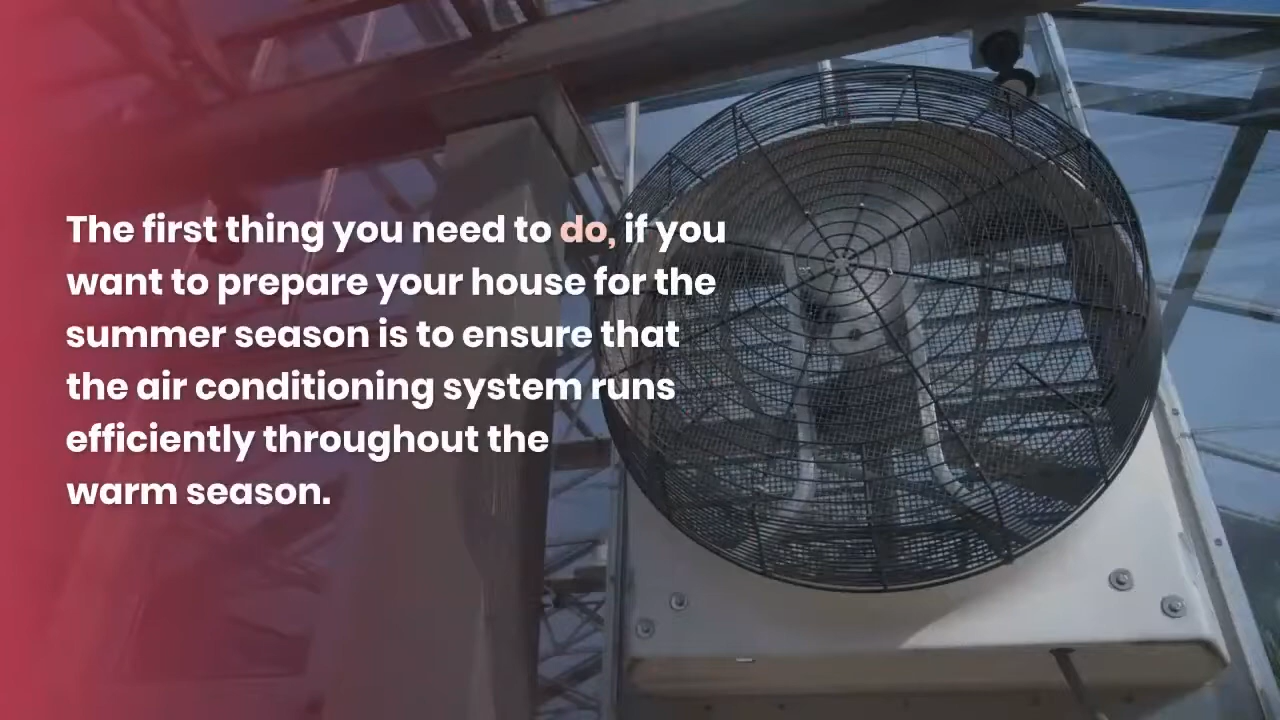 The first thing you need to do, if you
want to prepare your house for the
summer season is to ensure that
the air conditioning system runs
efficiently throughout the
warm season.